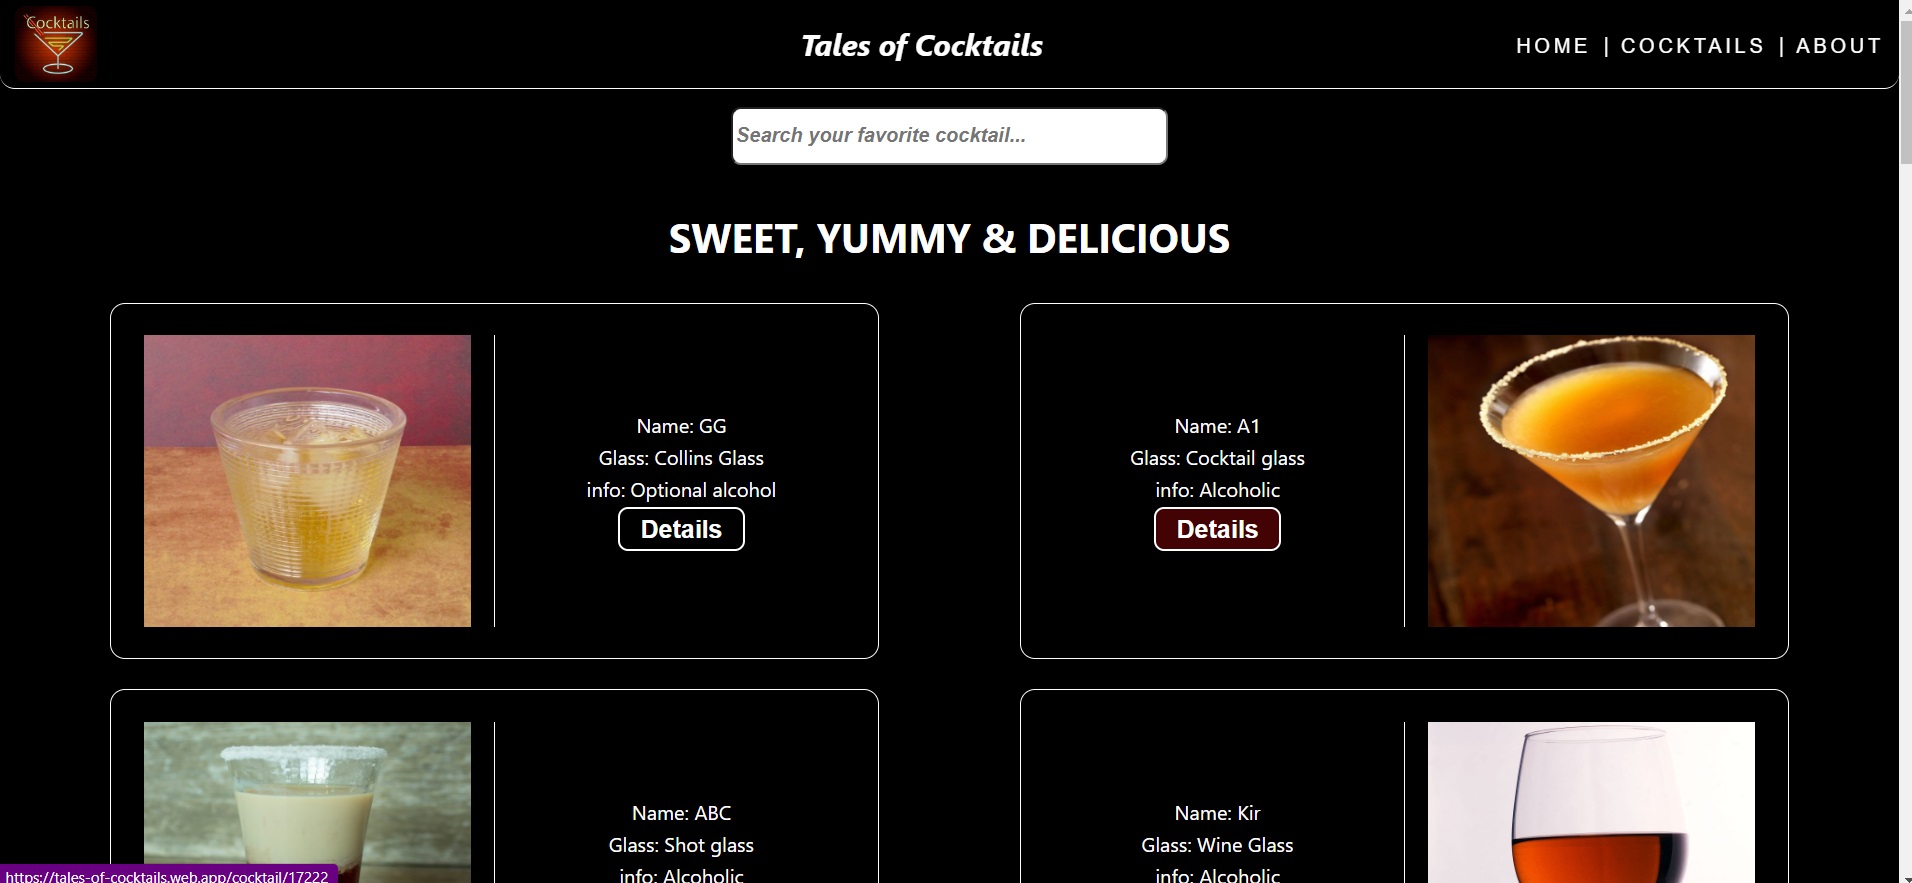 Cocktails
Tales of Cocktails
HOME | COCKTAILS | ABOUT
Search your favorite cocktail...
SWEET, YUMMY & DELICIOUS
Name: GG
Glass: Collins Glass
info: Optional alcohol
Details
Name: A1
Glass: Cocktail glass
info: Alcoholic
Details
Name: ABC
Glass: Shot glass
info: Alcoholic
Name: Kir
Glass: Wine Glass
info: Alcoholic
https://tales-of-cocktails.web.app/cocktail/17222